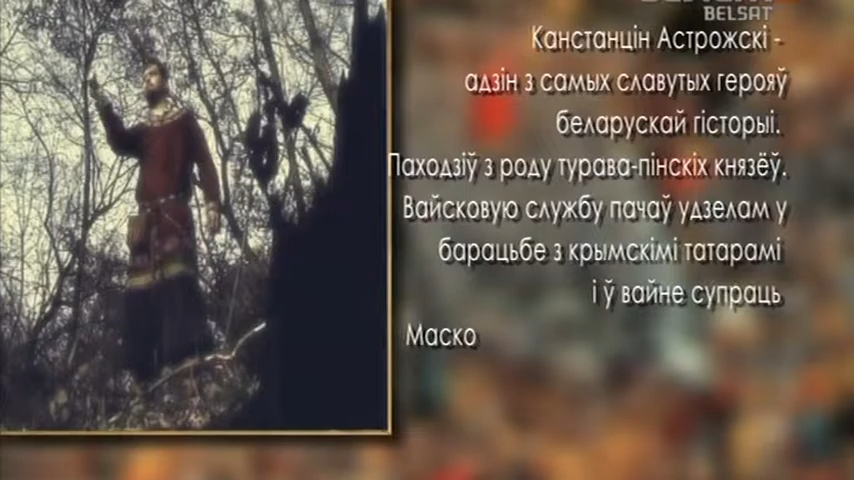 BELSAT
Канстанцін Астрожскі -
адзін з самых славутых герояў
беларускай гісторыі.
Паходзіў з роду турава-пінскіх князёў.
Вайсковую службу пачаў удзелам у
барацьбе з крымскімі татарамі
і ў вайне супраць
Маско